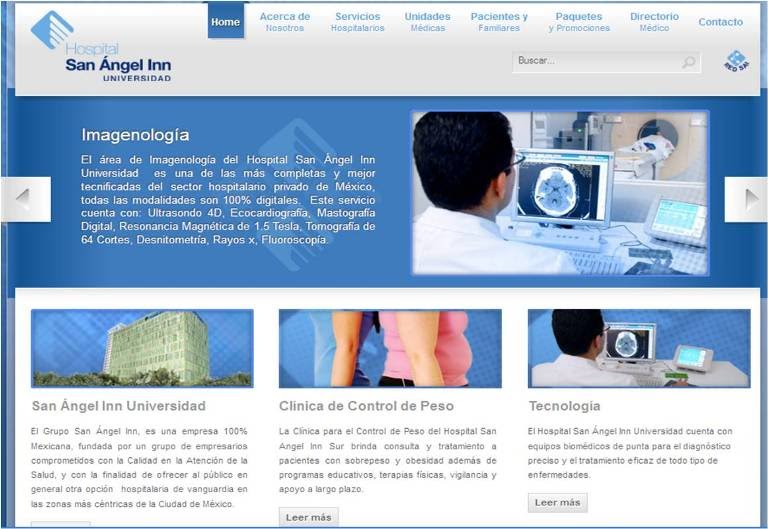 Hospital
San Ángel Inn
UNIVERSIDAD
Home
Acerca de
Nosotros
Servicios
Hospitalarios
Unidades
Médicas
Pacientes y
Familiares
Paquetes
y Promociones
Directorio
Médico
Contacto
Buscar...
RED SAI
Imagenología
El área de Imagenología del Hospital San Ángel Inn
Universidad es una de las más completas y mejor
tecnificadas del sector hospitalario privado de México,
todas las modalidades son 100% digitales. Este servicio
cuenta con: Ultrasondo 4D, Ecocardiografía, Mastografía
Digital, Resonancia Magnética de 1.5 Tesla, Tomografía de
64 Cortes, Desnitometría, Rayos x, Fluoroscopía.
San Ángel Inn Universidad
El Grupo San Ángel Inn, es una empresa 100%
Mexicana, fundada por un grupo de empresarios
comprometidos con la Calidad en la Atención de la
Salud, y con la finalidad de ofrecer al público en
general otra opción hospitalaria de vanguardia en
las zonas más céntricas de la Ciudad de México.
Clínica de Control de Peso
La Clínica para el Control de Peso del Hospital San
Angel Inn Sur brinda consulta y tratamiento a
pacientes con sobrepeso y obesidad además de
programas educativos, terapias físicas, vigilancia y
apoyo a largo plazo.
Leer más
Tecnología
El Hospital San Ángel Inn Universidad cuenta con
equipos biomédicos de punta para el diagnóstico
preciso y el tratamiento eficaz de todo tipo de
enfermedades.
Leer más